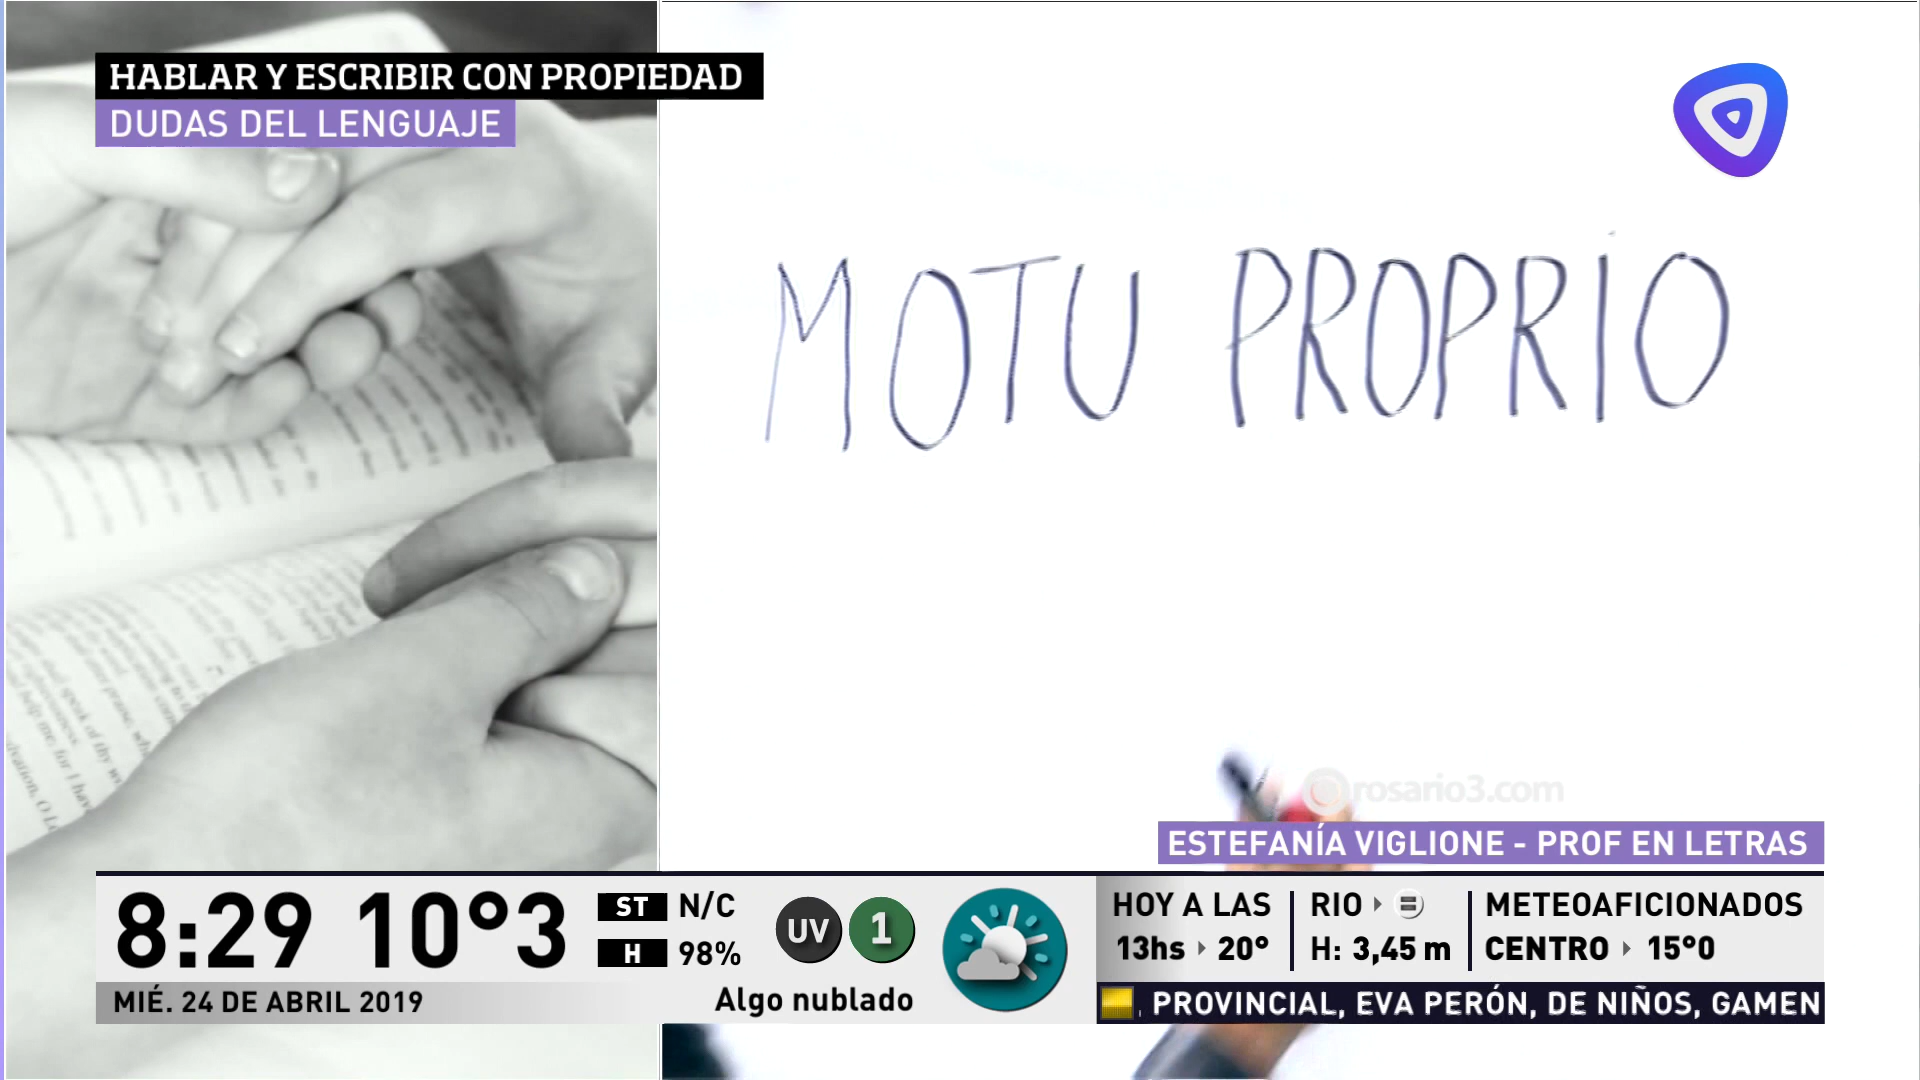 HABLAR Y ESCRIBIR CON PROPIEDAD
DUDAS DEL LENGUAJE
MOTU PROPRIO
rosario3.com
ESTEFANÍA VIGLIONE - PROF EN LETRAS
8:29 10°3
ST N/C
H 98%
UV 1
Algo nublado
MIÉ. 24 DE ABRIL 2019
HOY A LAS
13hs 20°
RIO =
H: 3,45 m
METEOAFICIONADOS
CENTRO 15°0
, PROVINCIAL, EVA PERÓN, DE NIÑOS, GAMEN